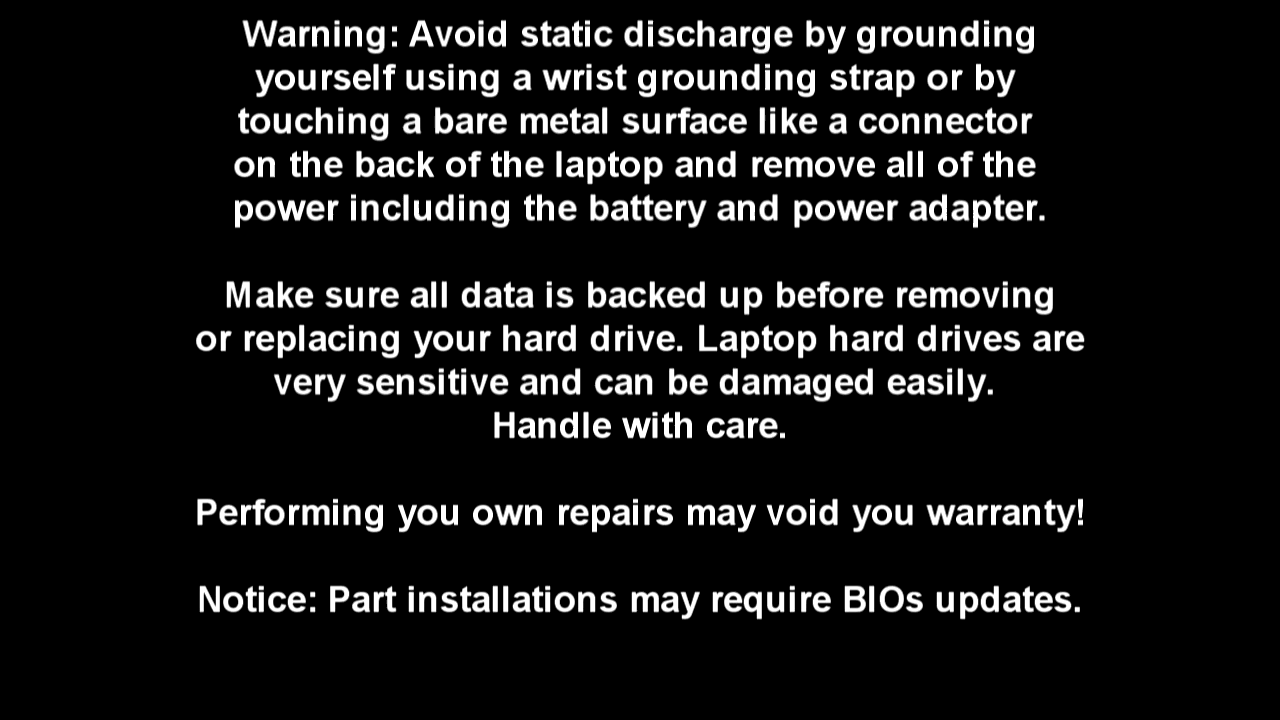 Warning: Avoid static discharge by grounding
yourself using a wrist grounding strap or by
touching a bare metal surface like a connector
on the back of the laptop and remove all of the
power including the battery and power adapter.
Make sure all data is backed up before removing
or replacing your hard drive. Laptop hard drives are
very sensitive and can be damaged easily.
Handle with care.
Performing you own repairs may void you warranty!
Notice: Part installations may require BIOs updates.